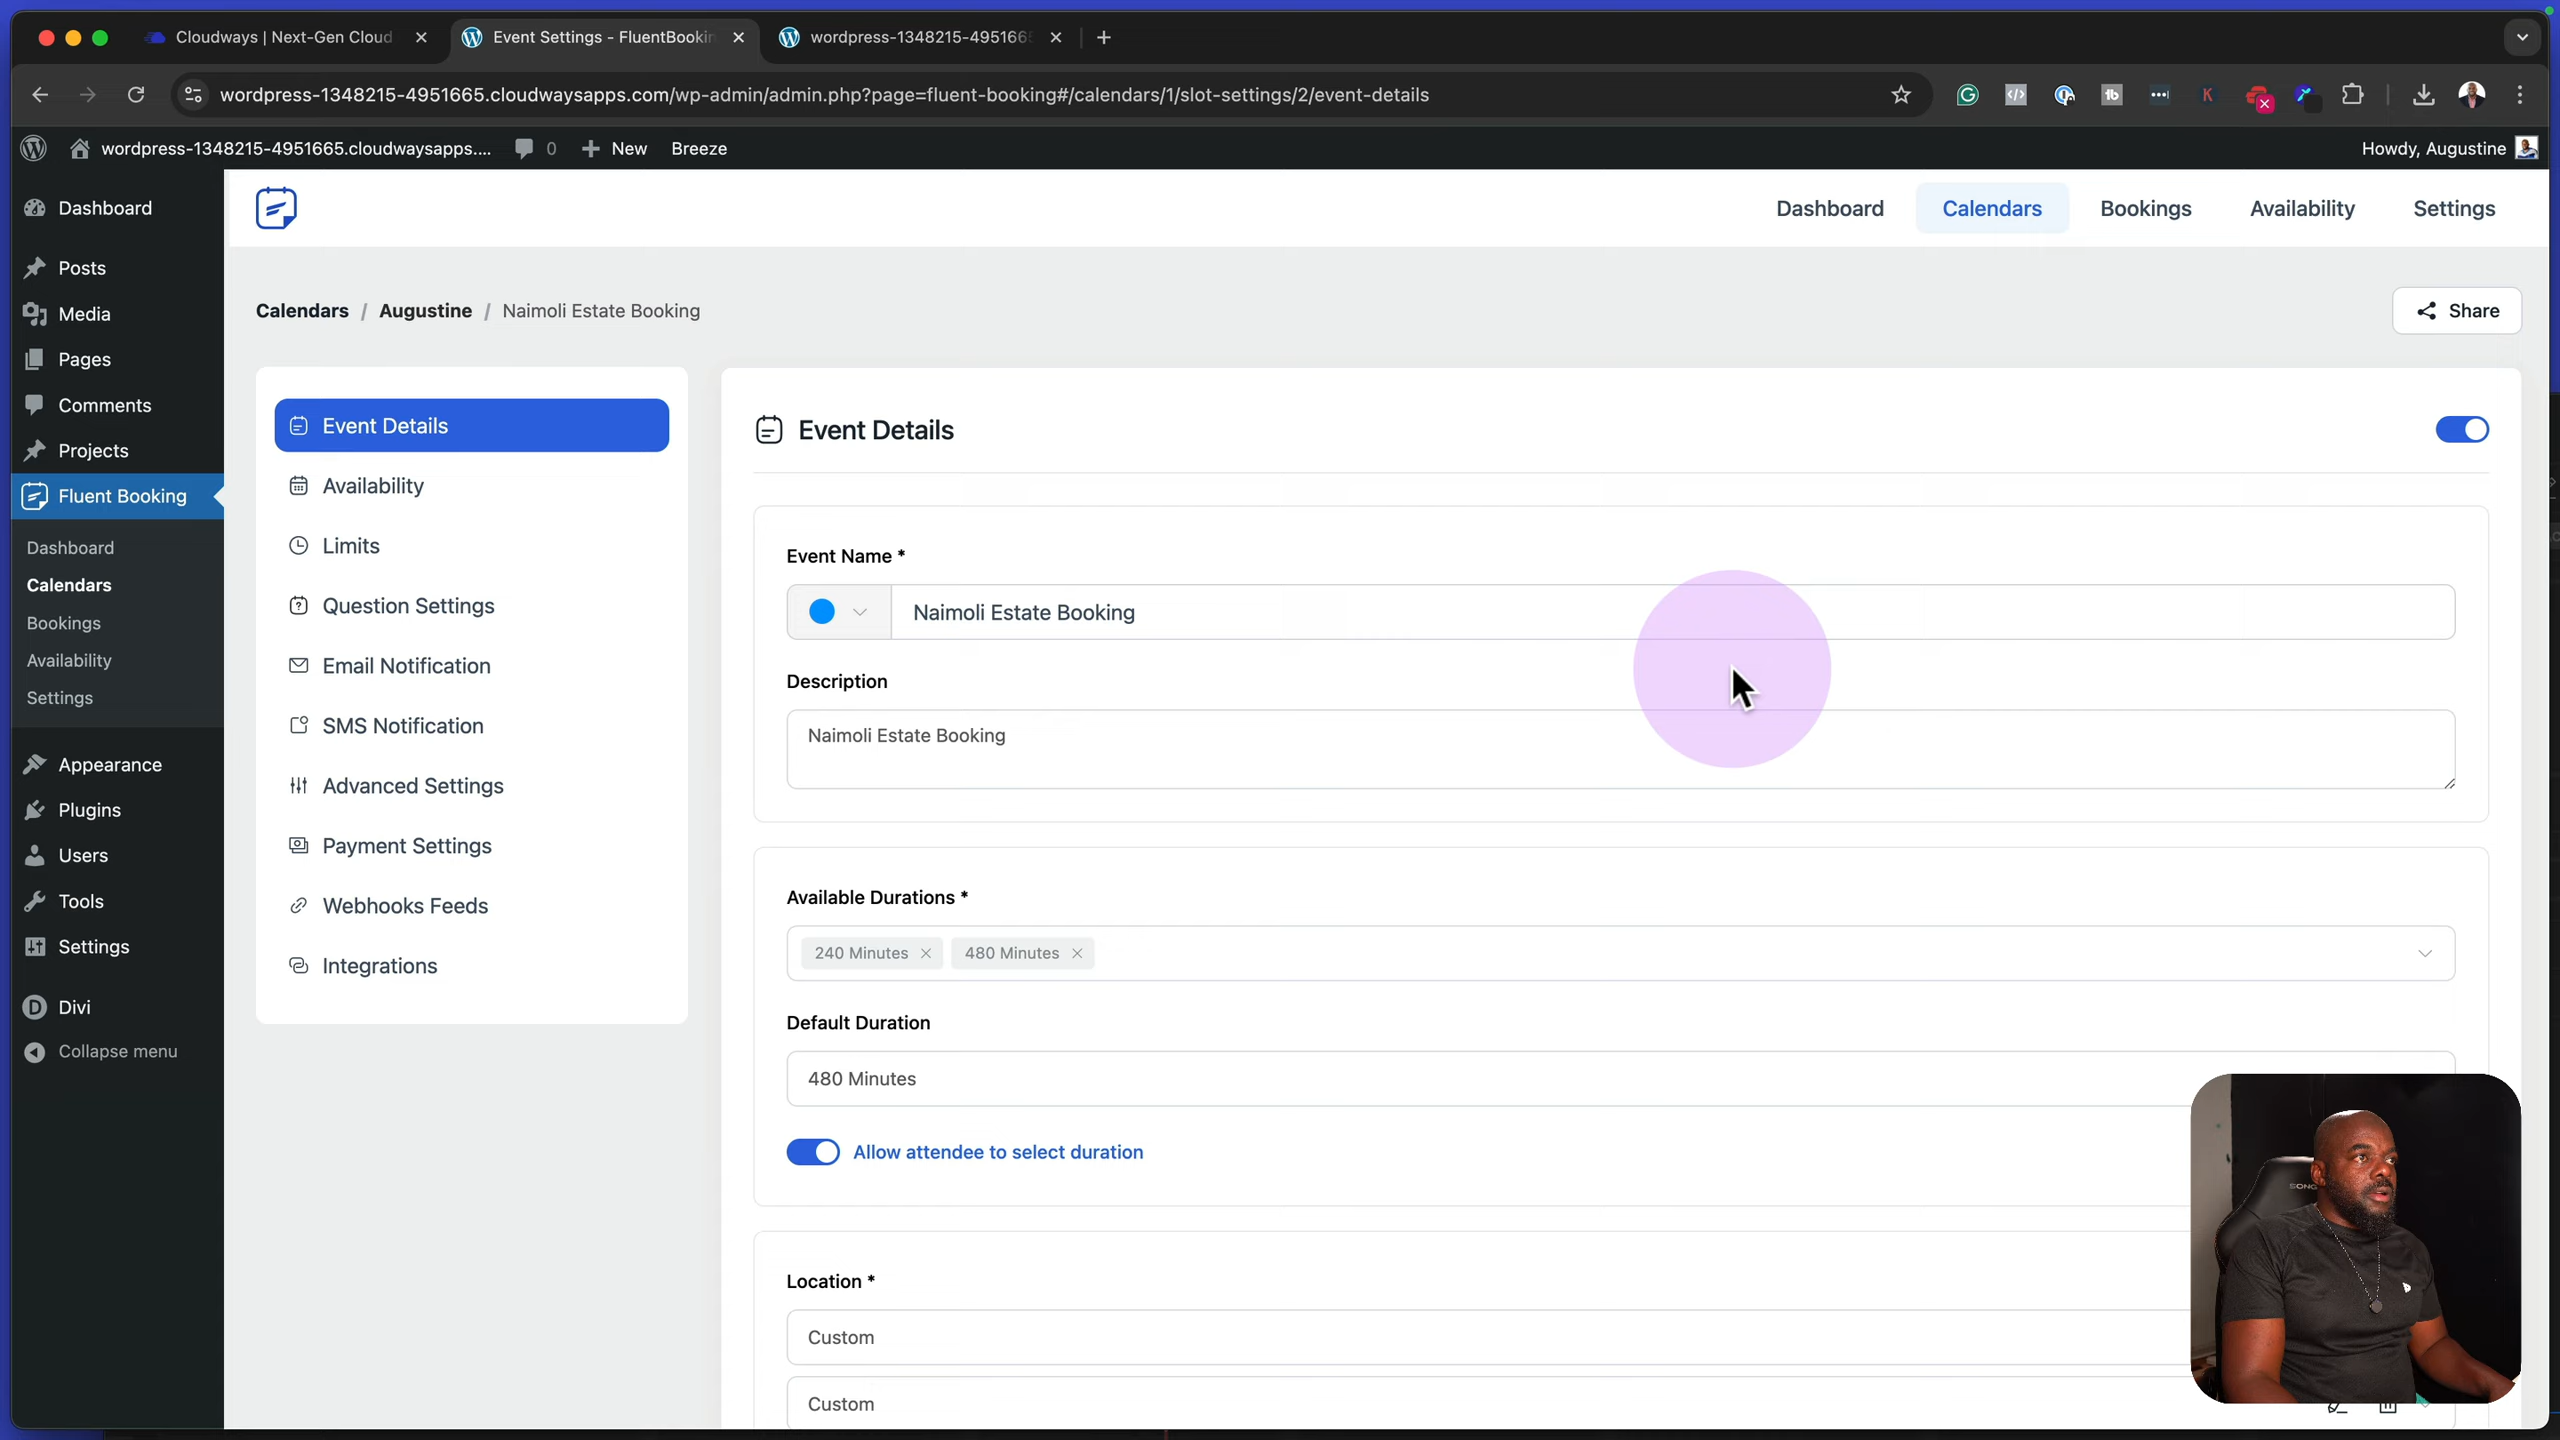 Cloudways | Next-Gen Cloud
Event Settings - FluentBookin
wordpress-1348215-495166
wordpress-1348215-4951665.cloudwaysapps.com/wp-admin/admin.php?page=fluent-booking#/calendars/1/slot-settings/2/event-details
wordpress-1348215-4951665.cloudwaysapps.... 0 New Breeze
Howdy, Augustine
Dashboard
Posts
Media
Pages
Comments
Projects
Fluent Booking
Dashboard
Calendars
Bookings
Availability
Settings
Appearance
Plugins
Users
Tools
Settings
Divi
Collapse menu
Dashboard Calendars Bookings Availability Settings
Calendars / Augustine / Naimoli Estate Booking
Share
Event Details
Availability
Limits
Question Settings
Email Notification
SMS Notification
Advanced Settings
Payment Settings
Webhooks Feeds
Integrations
Event Details
Event Name *
Naimoli Estate Booking
Description
Naimoli Estate Booking
Available Durations *
240 Minutes 480 Minutes
Default Duration
480 Minutes
Allow attendee to select duration
Location *
Custom
Custom